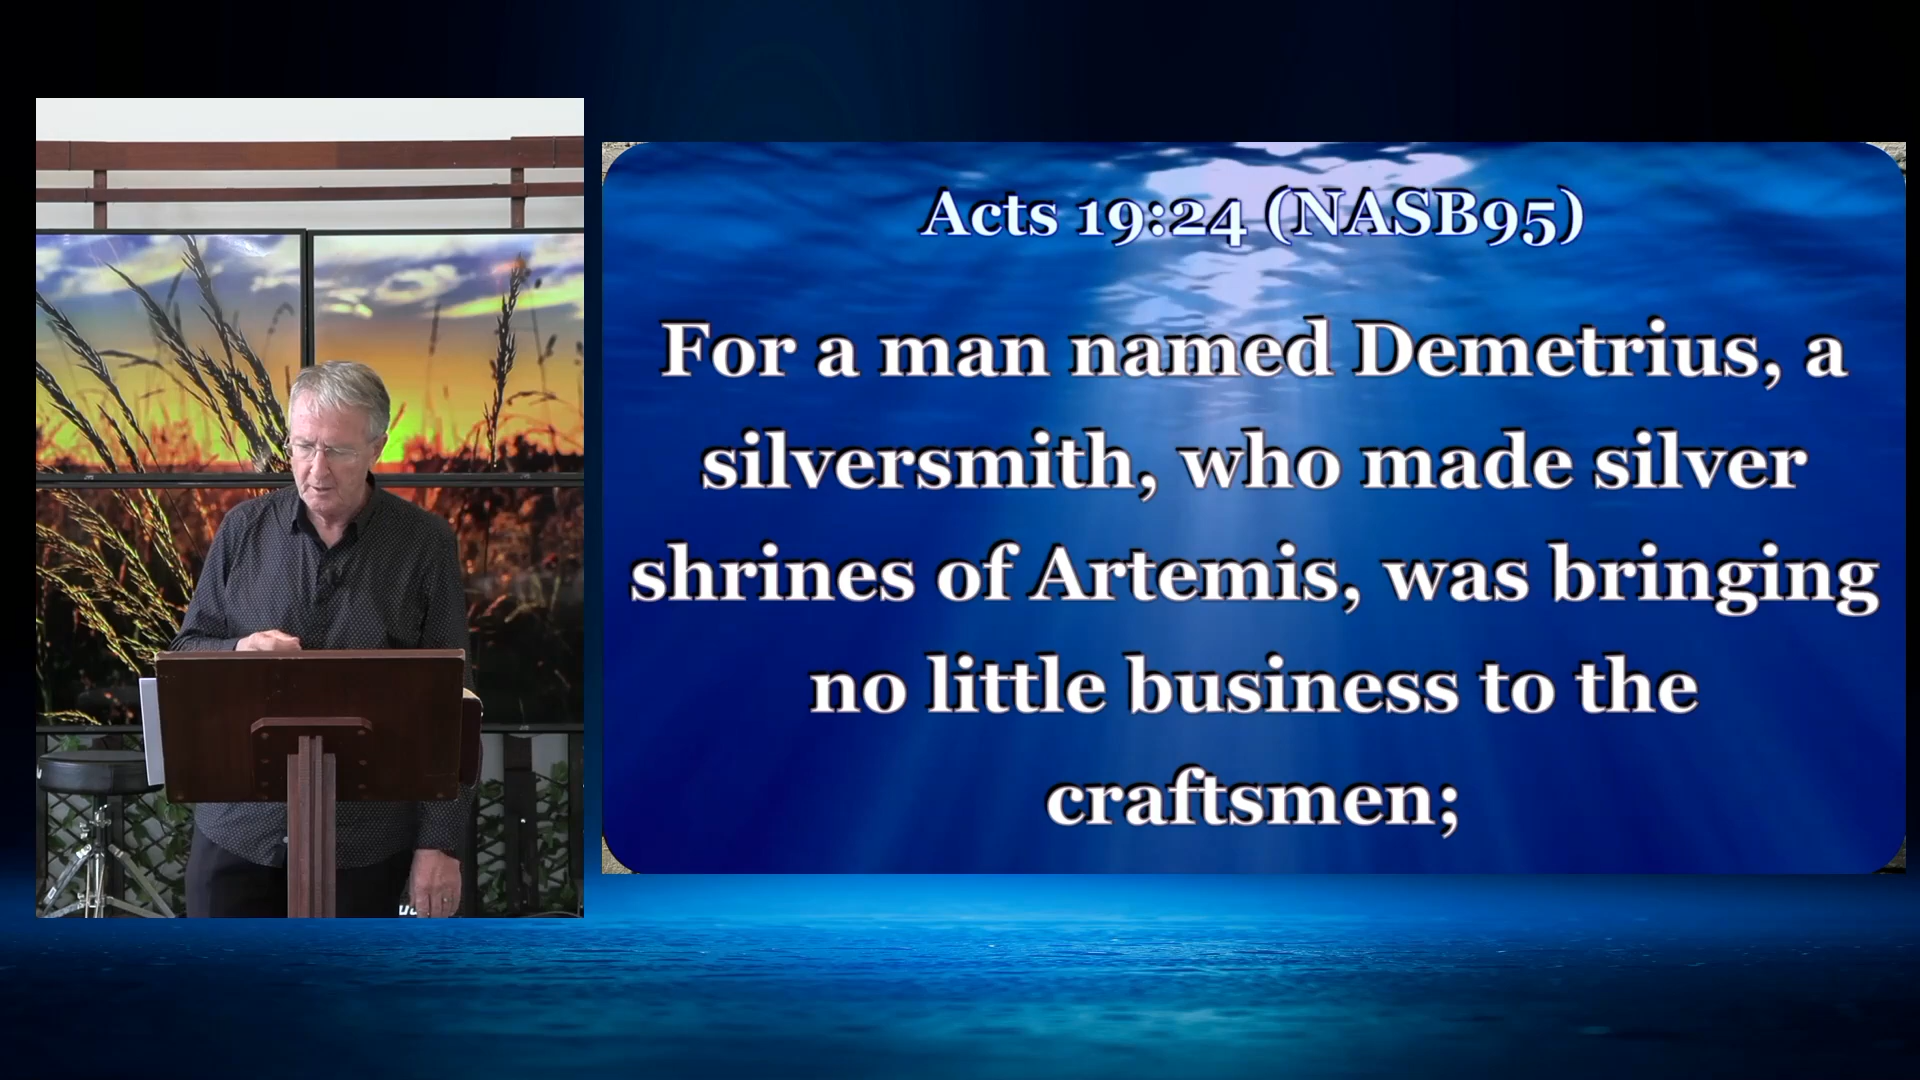 Acts 19:24 (NASB95)
For a man named Demetrius, a
silversmith, who made silver
shrines of Artemis, was bringing
no little business to the
craftsmen;